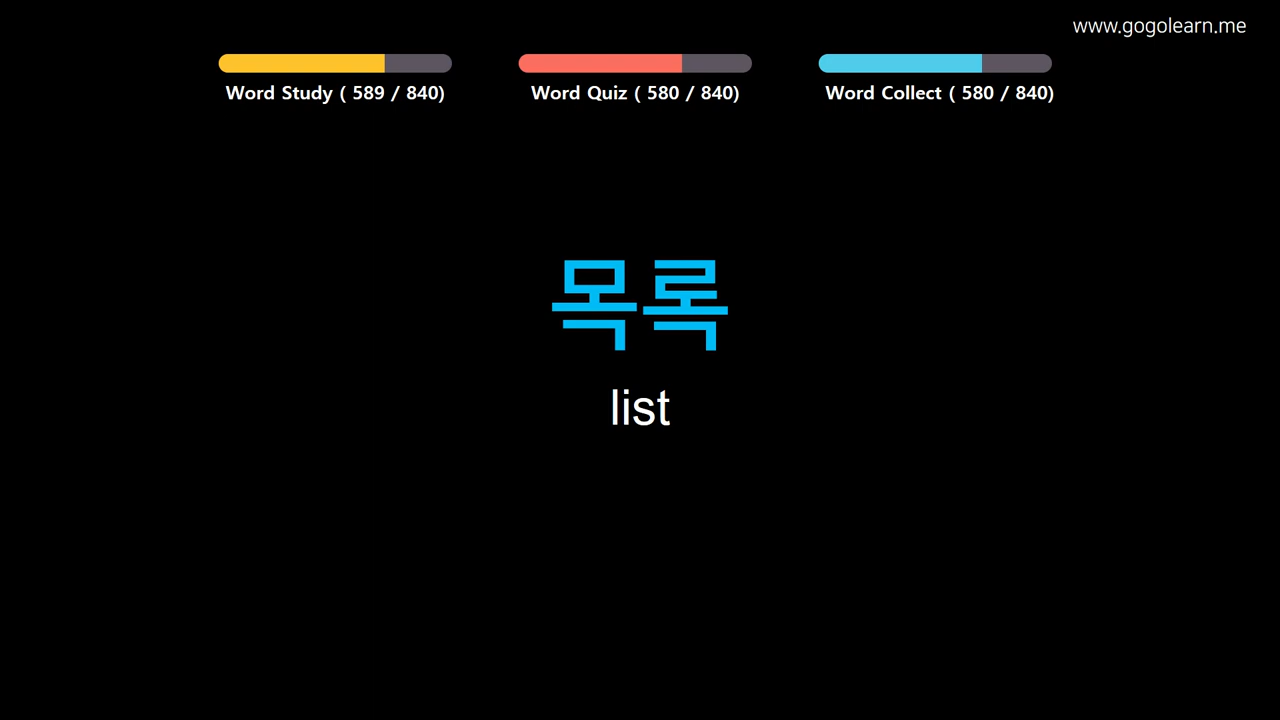 www.gogolearn.me
Word Study ( 589 / 840)
Word Quiz ( 580 / 840)
Word Collect ( 580 / 840)
목록
list